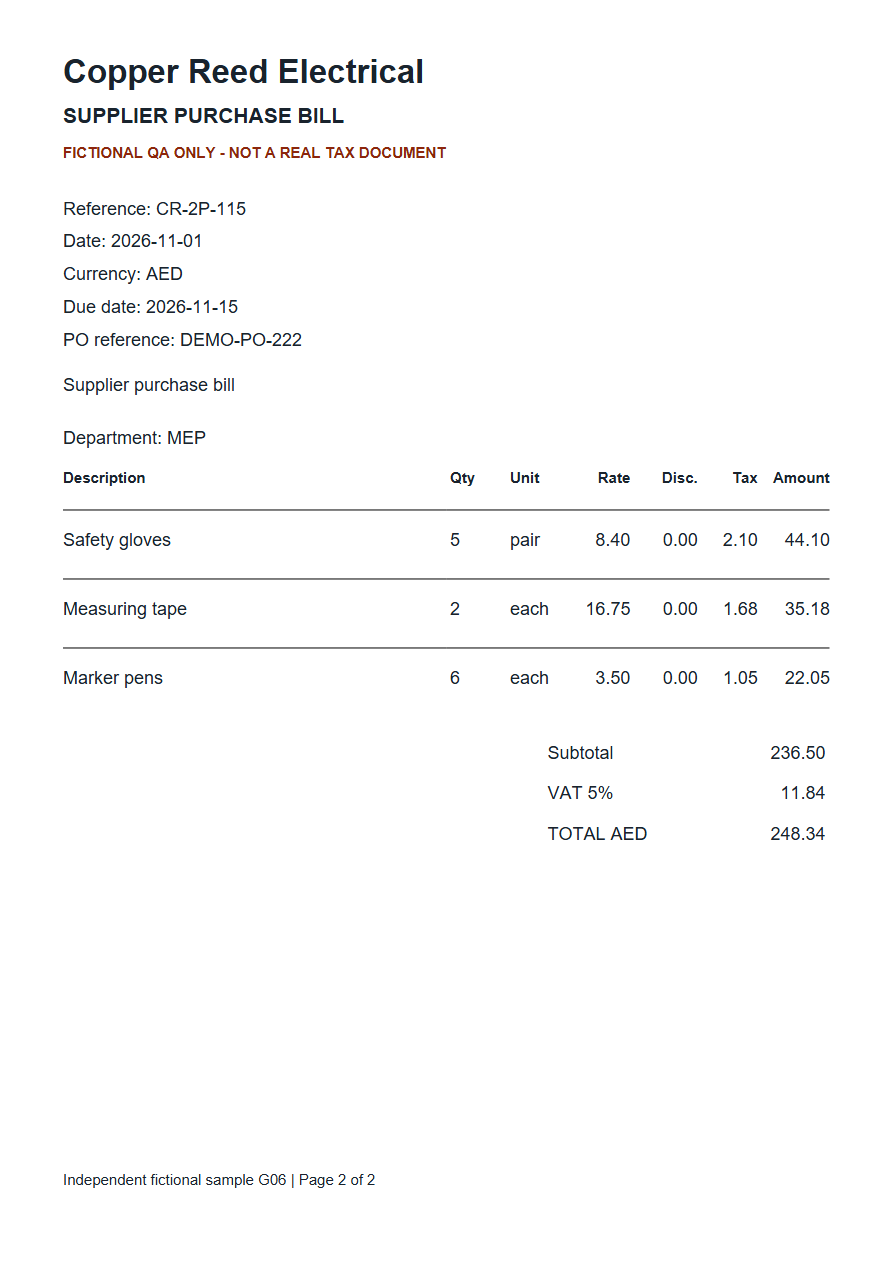 Copper Reed Electrical
SUPPLIER PURCHASE BILL
FICTIONAL QA ONLY - NOT A REAL TAX DOCUMENT
Reference: CR-2P-115
Date: 2026-11-01
Currency: AED
Due date: 2026-11-15
PO reference: DEMO-PO-222
Supplier purchase bill
Department: MEP
Description Qty Unit Rate Disc. Tax Amount
Safety gloves 5 pair 8.40 0.00 2.10 44.10
Measuring tape 2 each 16.75 0.00 1.68 35.18
Marker pens 6 each 3.50 0.00 1.05 22.05
Subtotal 236.50
VAT 5% 11.84
TOTAL AED 248.34
Independent fictional sample G06 | Page 2 of 2